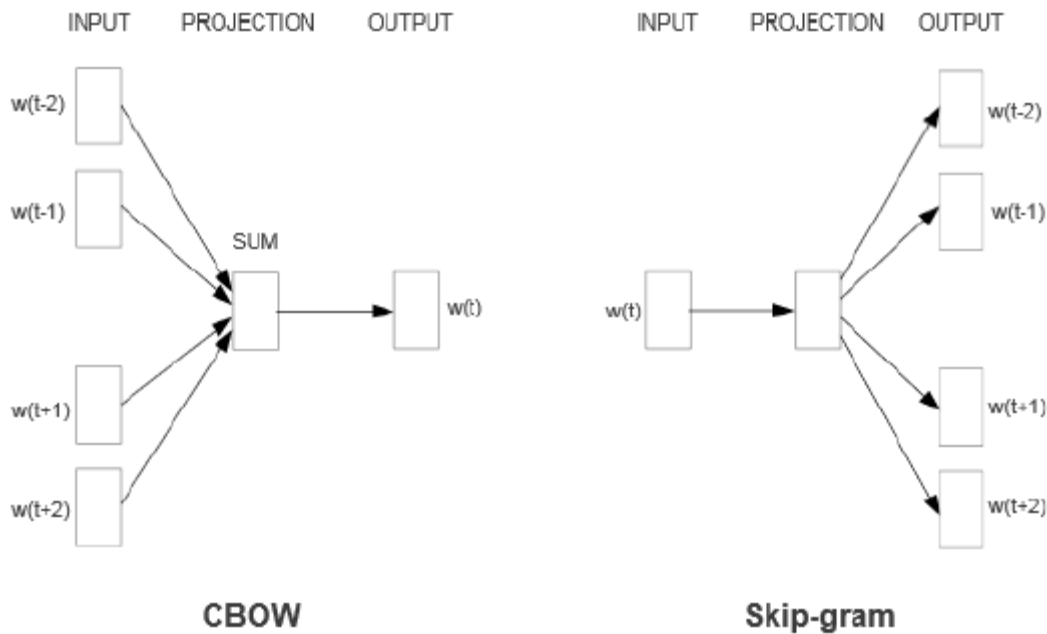 INPUT PROJECTION OUTPUT
w(t-2)
w(t-1)
SUM
w(t)
w(t+1)
w(t+2)
CBOW
INPUT PROJECTION OUTPUT
w(t-2)
w(t-1)
w(t)
w(t+1)
w(t+2)
Skip-gram